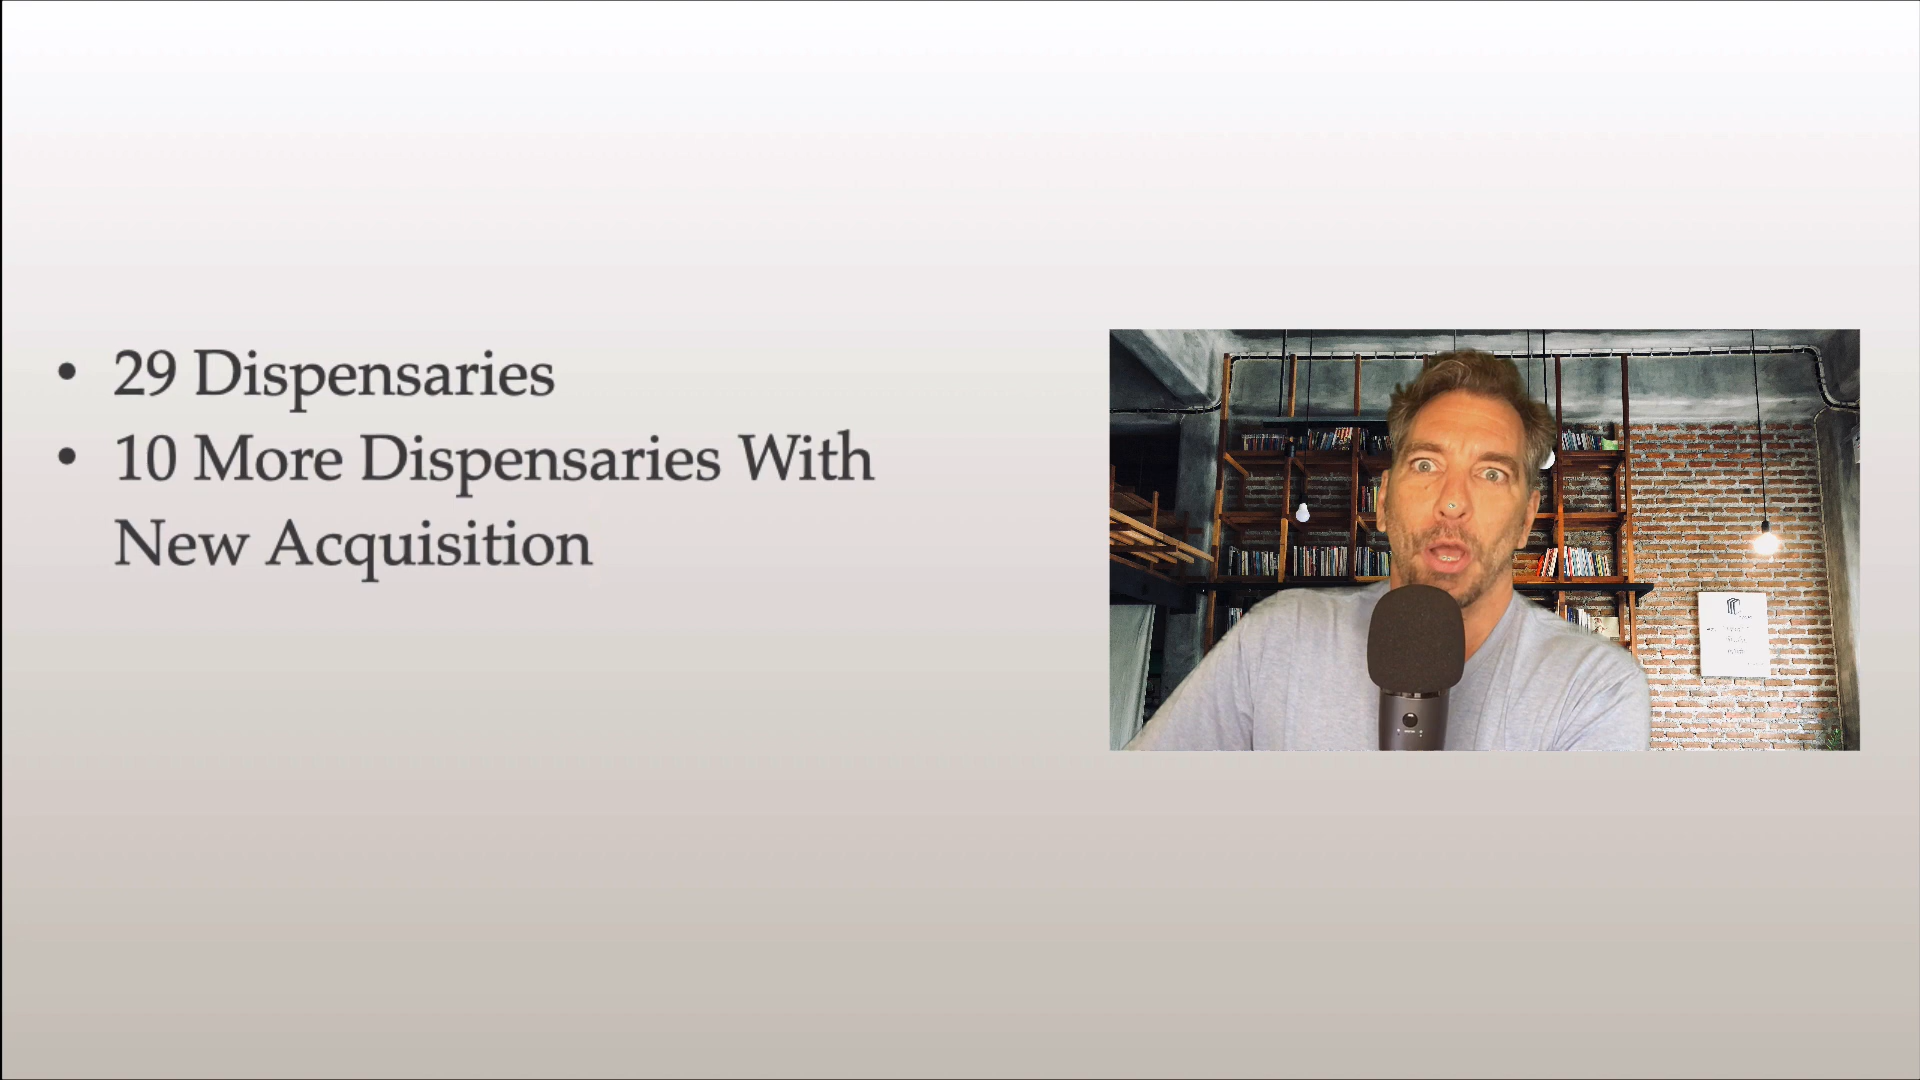 • 29 Dispensaries
• 10 More Dispensaries With
New Acquisition